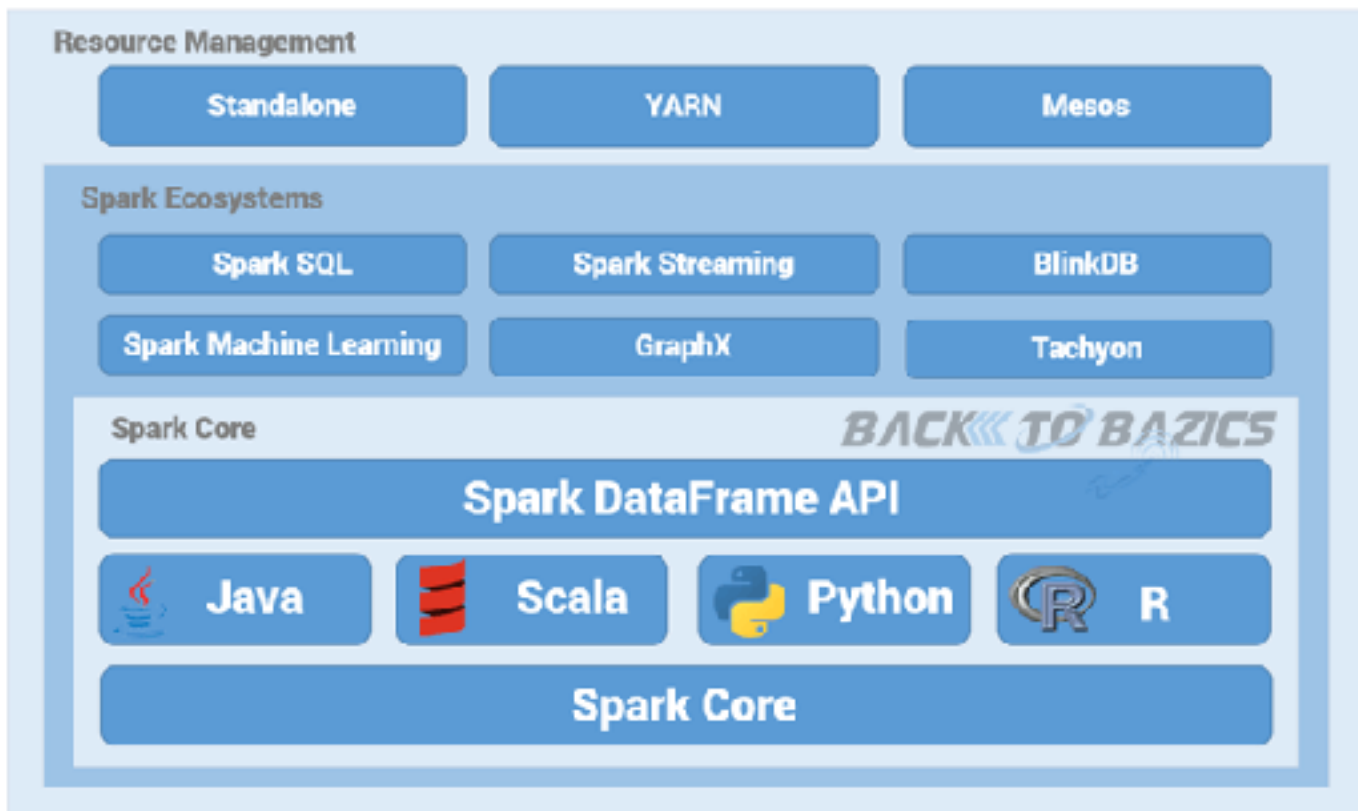 Resource Management
Standalone YARN Mesos
Spark Ecosystems
Spark SQL Spark Streaming BlinkDB
Spark Machine Learning GraphX Tachyon
Spark Core
BACK TO BAZICS
Spark DataFrame API
Java Scala Python R R
Spark Core